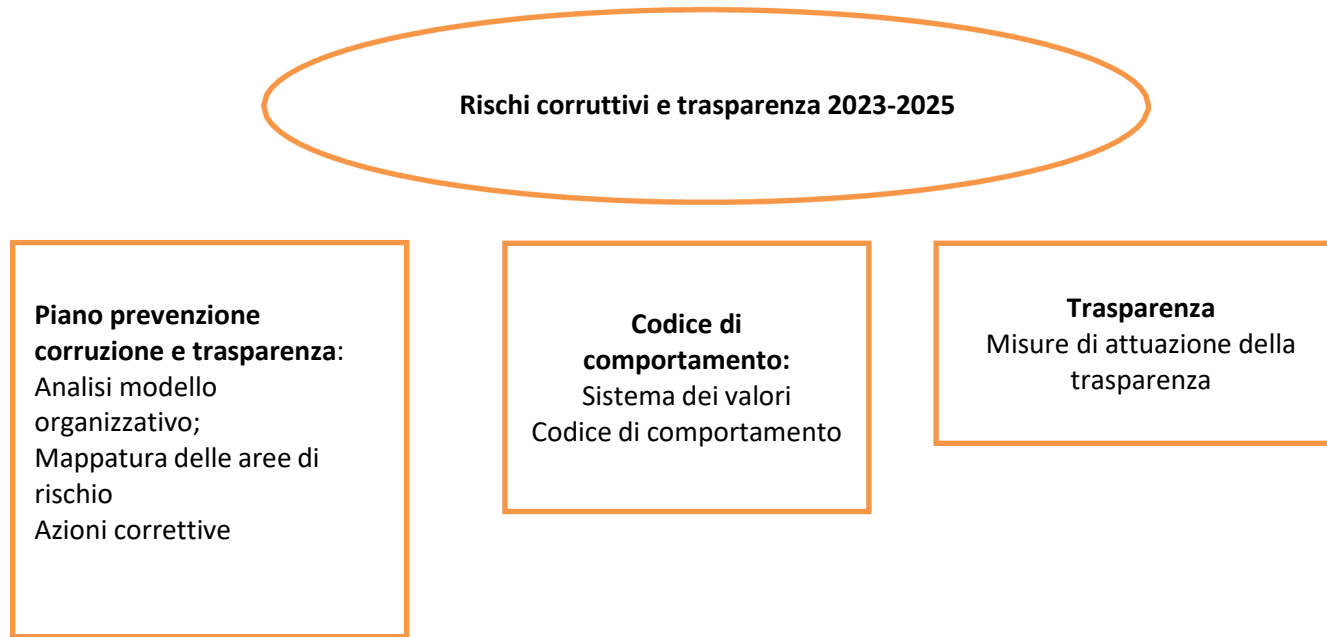 Rischi corruttivi e trasparenza 2023-2025
Piano prevenzione
corruzione e trasparenza:
Analisi modello
organizzativo;
Mappatura delle aree di
rischio
Azioni correttive
Codice di
comportamento:
Sistema dei valori
Codice di comportamento
Trasparenza
Misure di attuazione della
trasparenza